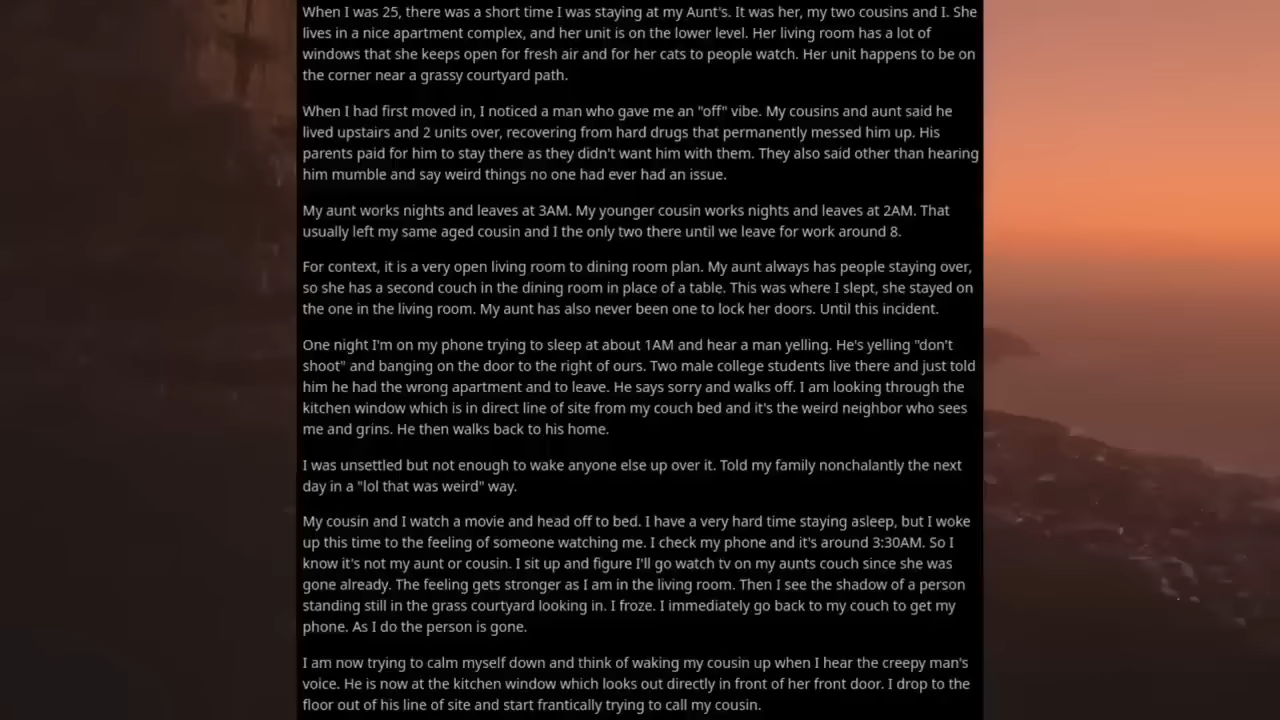 When I was 25, there was a short time I was staying at my Aunt's. It was her, my two cousins and I. She
lives in a nice apartment complex, and her unit is on the lower level. Her living room has a lot of
windows that she keeps open for fresh air and for her cats to people watch. Her unit happens to be on
the corner near a grassy courtyard path.
When I had first moved in, I noticed a man who gave me an "off" vibe. My cousins and aunt said he
lived upstairs and 2 units over, recovering from hard drugs that permanently messed him up. His
parents paid for him to stay there as they didn't want him with them. They also said other than hearing
him mumble and say weird things no one had ever had an issue.
My aunt works nights and leaves at 3AM. My younger cousin works nights and leaves at 2AM. That
usually left my same aged cousin and I the only two there until we leave for work around 8.
For context, it is a very open living room to dining room plan. My aunt always has people staying over,
so she has a second couch in the dining room in place of a table. This was where I slept, she stayed on
the one in the living room. My aunt has also never been one to lock her doors. Until this incident.
One night I'm on my phone trying to sleep at about 1AM and hear a man yelling. He's yelling "don't
shoot" and banging on the door to the right of ours. Two male college students live there and just told
him he had the wrong apartment and to leave. He says sorry and walks off. I am looking through the
kitchen window which is in direct line of site from my couch bed and it's the weird neighbor who sees
me and grins. He then walks back to his home.
I was unsettled but not enough to wake anyone else up over it. Told my family nonchalantly the next
day in a "lol that was weird" way.
My cousin and I watch a movie and head off to bed. I have a very hard time staying asleep, but I woke
up this time to the feeling of someone watching me. I check my phone and it's around 3:30AM. So I
know it's not my aunt or cousin. I sit up and figure I'll go watch tv on my aunts couch since she was
gone already. The feeling gets stronger as I am in the living room. Then I see the shadow of a person
standing still in the grass courtyard looking in. I froze. I immediately go back to my couch to get my
phone. As I do the person is gone.
I am now trying to calm myself down and think of waking my cousin up when I hear the creepy man's
voice. He is now at the kitchen window which looks out directly in front of her front door. I drop to the
floor out of his line of site and start frantically trying to call my cousin.